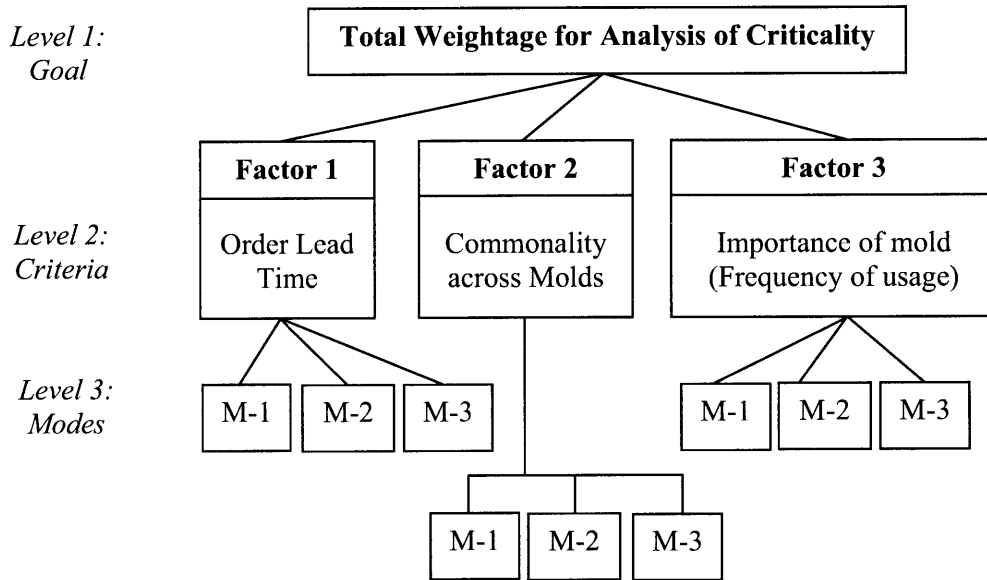 Level 1:
Goal
Total Weightage for Analysis of Criticality
Level 2:
Criteria
Factor 1
Order Lead
Time
Factor 2
Commonality
across Molds
Factor 3
Importance of mold
(Frequency of usage)
Level 3:
Modes
M-1
M-2
M-3
M-1
M-2
M-3
M-1
M-2
M-3